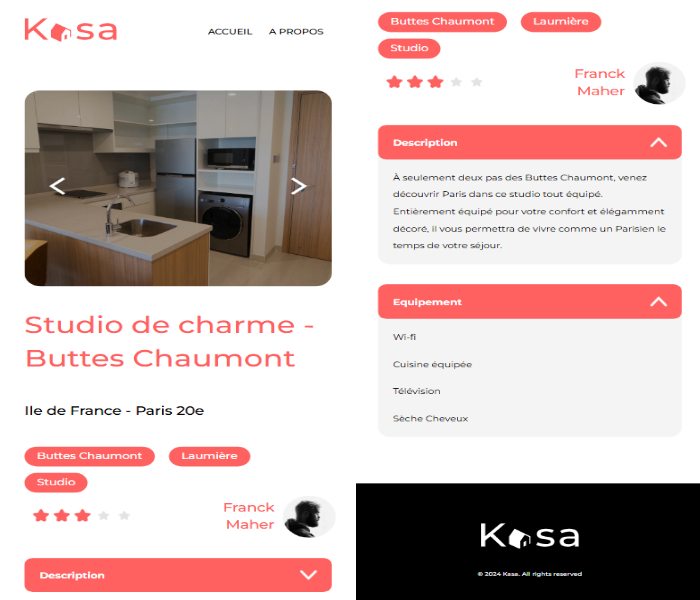 Kasa
ACCUEIL A PROPOS
Studio de charme -
Buttes Chaumont
Ile de France - Paris 20e
Buttes Chaumont Laumière
Studio
Franck
Maher
Description
Buttes Chaumont Laumière
Studio
Franck
Maher
Description
À seulement deux pas des Buttes Chaumont, venez
découvrir Paris dans ce studio tout équipé.
Entièrement équipé pour votre confort et élégamment
décoré, il vous permettra de vivre comme un Parisien le
temps de votre séjour.
Equipement
Wi-fi
Cuisine équipée
Télévision
Sèche Cheveux
Kasa
© 2024 Kasa. All rights reserved